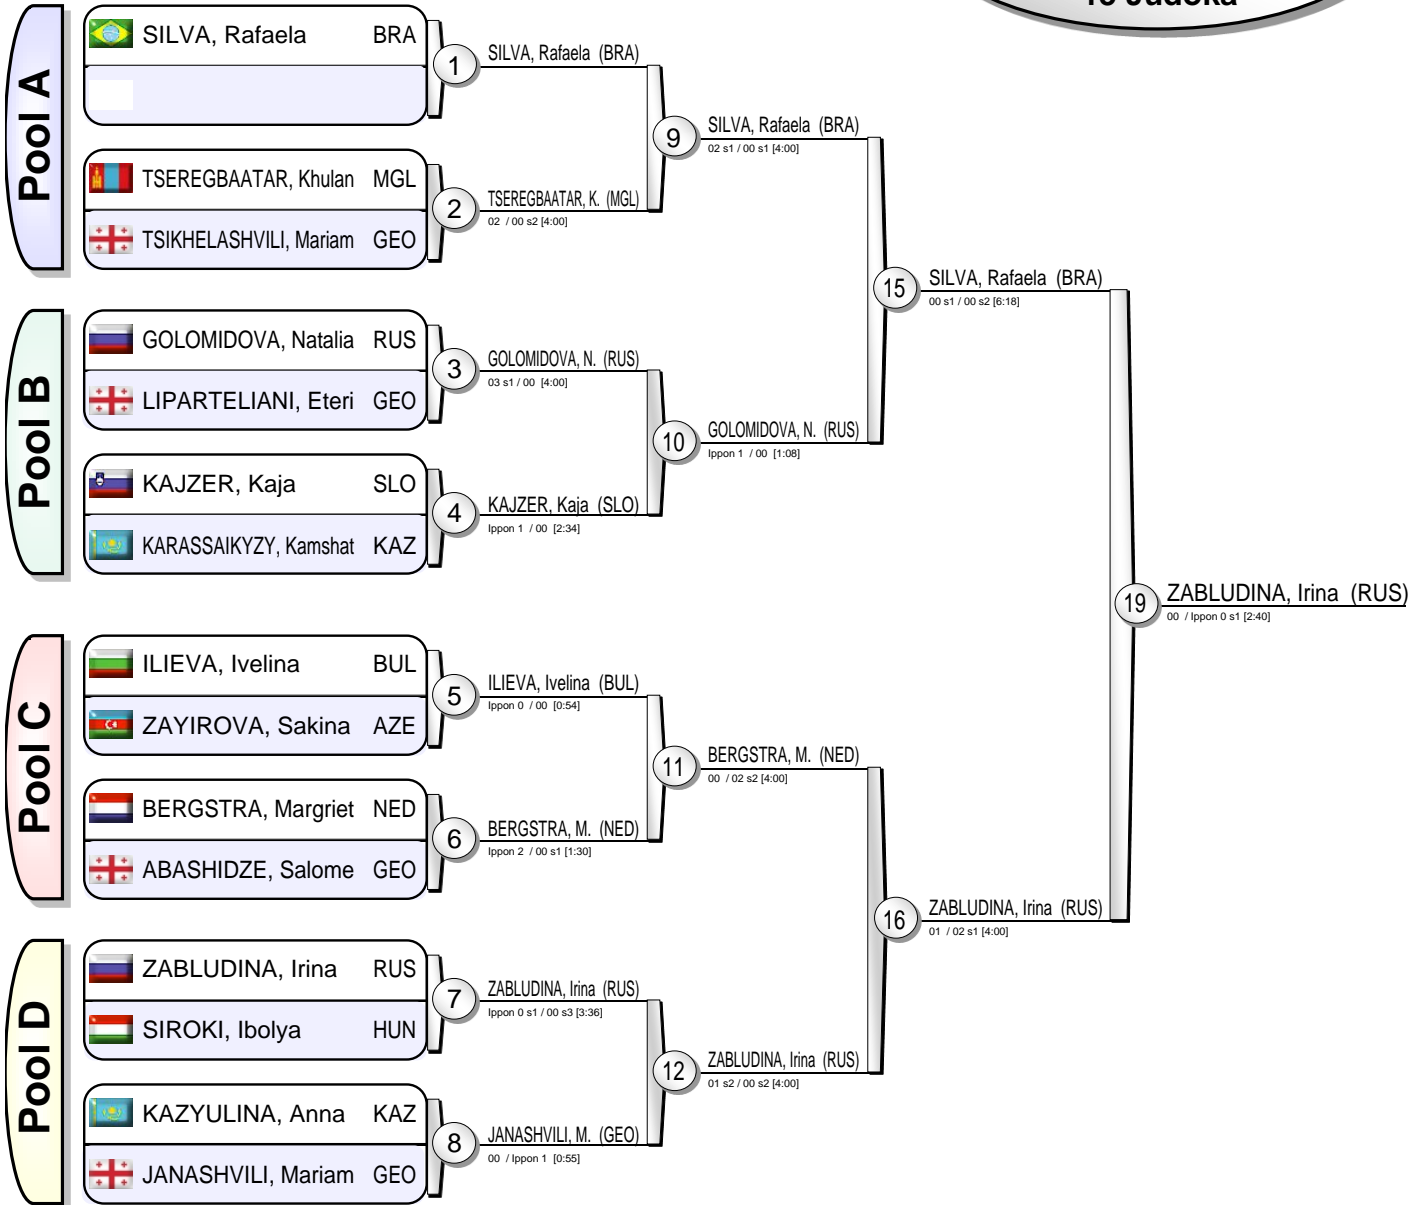 15 Judoka
Pool A
SILVA, Rafaela BRA
TSEREGBAATAR, Khulan MGL
TSIKHELASHVILI, Mariam GEO
Pool B
GOLOMIDOVA, Natalia RUS
LIPARTELIANI, Eteri GEO
KAJZER, Kaja SLO
KARASSAIKYZY, Kamshat KAZ
Pool C
ILIEVA, Ivelina BUL
ZAYIROVA, Sakina AZE
BERGSTRA, Margriet NED
ABASHIDZE, Salome GEO
Pool D
ZABLUDINA, Irina RUS
SIROKI, Ibolya HUN
KAZYULINA, Anna KAZ
JANASHVILI, Mariam GEO
1
SILVA, Rafaela (BRA)
2
TSEREGBAATAR, K. (MGL)
02 / 00 s2 [4:00]
3
GOLOMIDOVA, N. (RUS)
03 s1 / 00 [4:00]
4
KAJZER, Kaja (SLO)
Ippon 1 / 00 [2:34]
5
ILIEVA, Ivelina (BUL)
Ippon 0 / 00 [0:54]
6
BERGSTRA, M. (NED)
Ippon 2 / 00 s1 [1:30]
7
ZABLUDINA, Irina (RUS)
Ippon 0 s1 / 00 s3 [3:36]
8
JANASHVILI, M. (GEO)
00 / Ippon 1 [0:55]
9
SILVA, Rafaela (BRA)
02 s1 / 00 s1 [4:00]
10
GOLOMIDOVA, N. (RUS)
Ippon 1 / 00 [1:08]
11
BERGSTRA, M. (NED)
00 / 02 s2 [4:00]
12
ZABLUDINA, Irina (RUS)
01 s2 / 00 s2 [4:00]
15
SILVA, Rafaela (BRA)
00 s1 / 00 s2 [6:18]
16
ZABLUDINA, Irina (RUS)
01 / 02 s1 [4:00]
19
ZABLUDINA, Irina (RUS)
00 / Ippon 0 s1 [2:40]